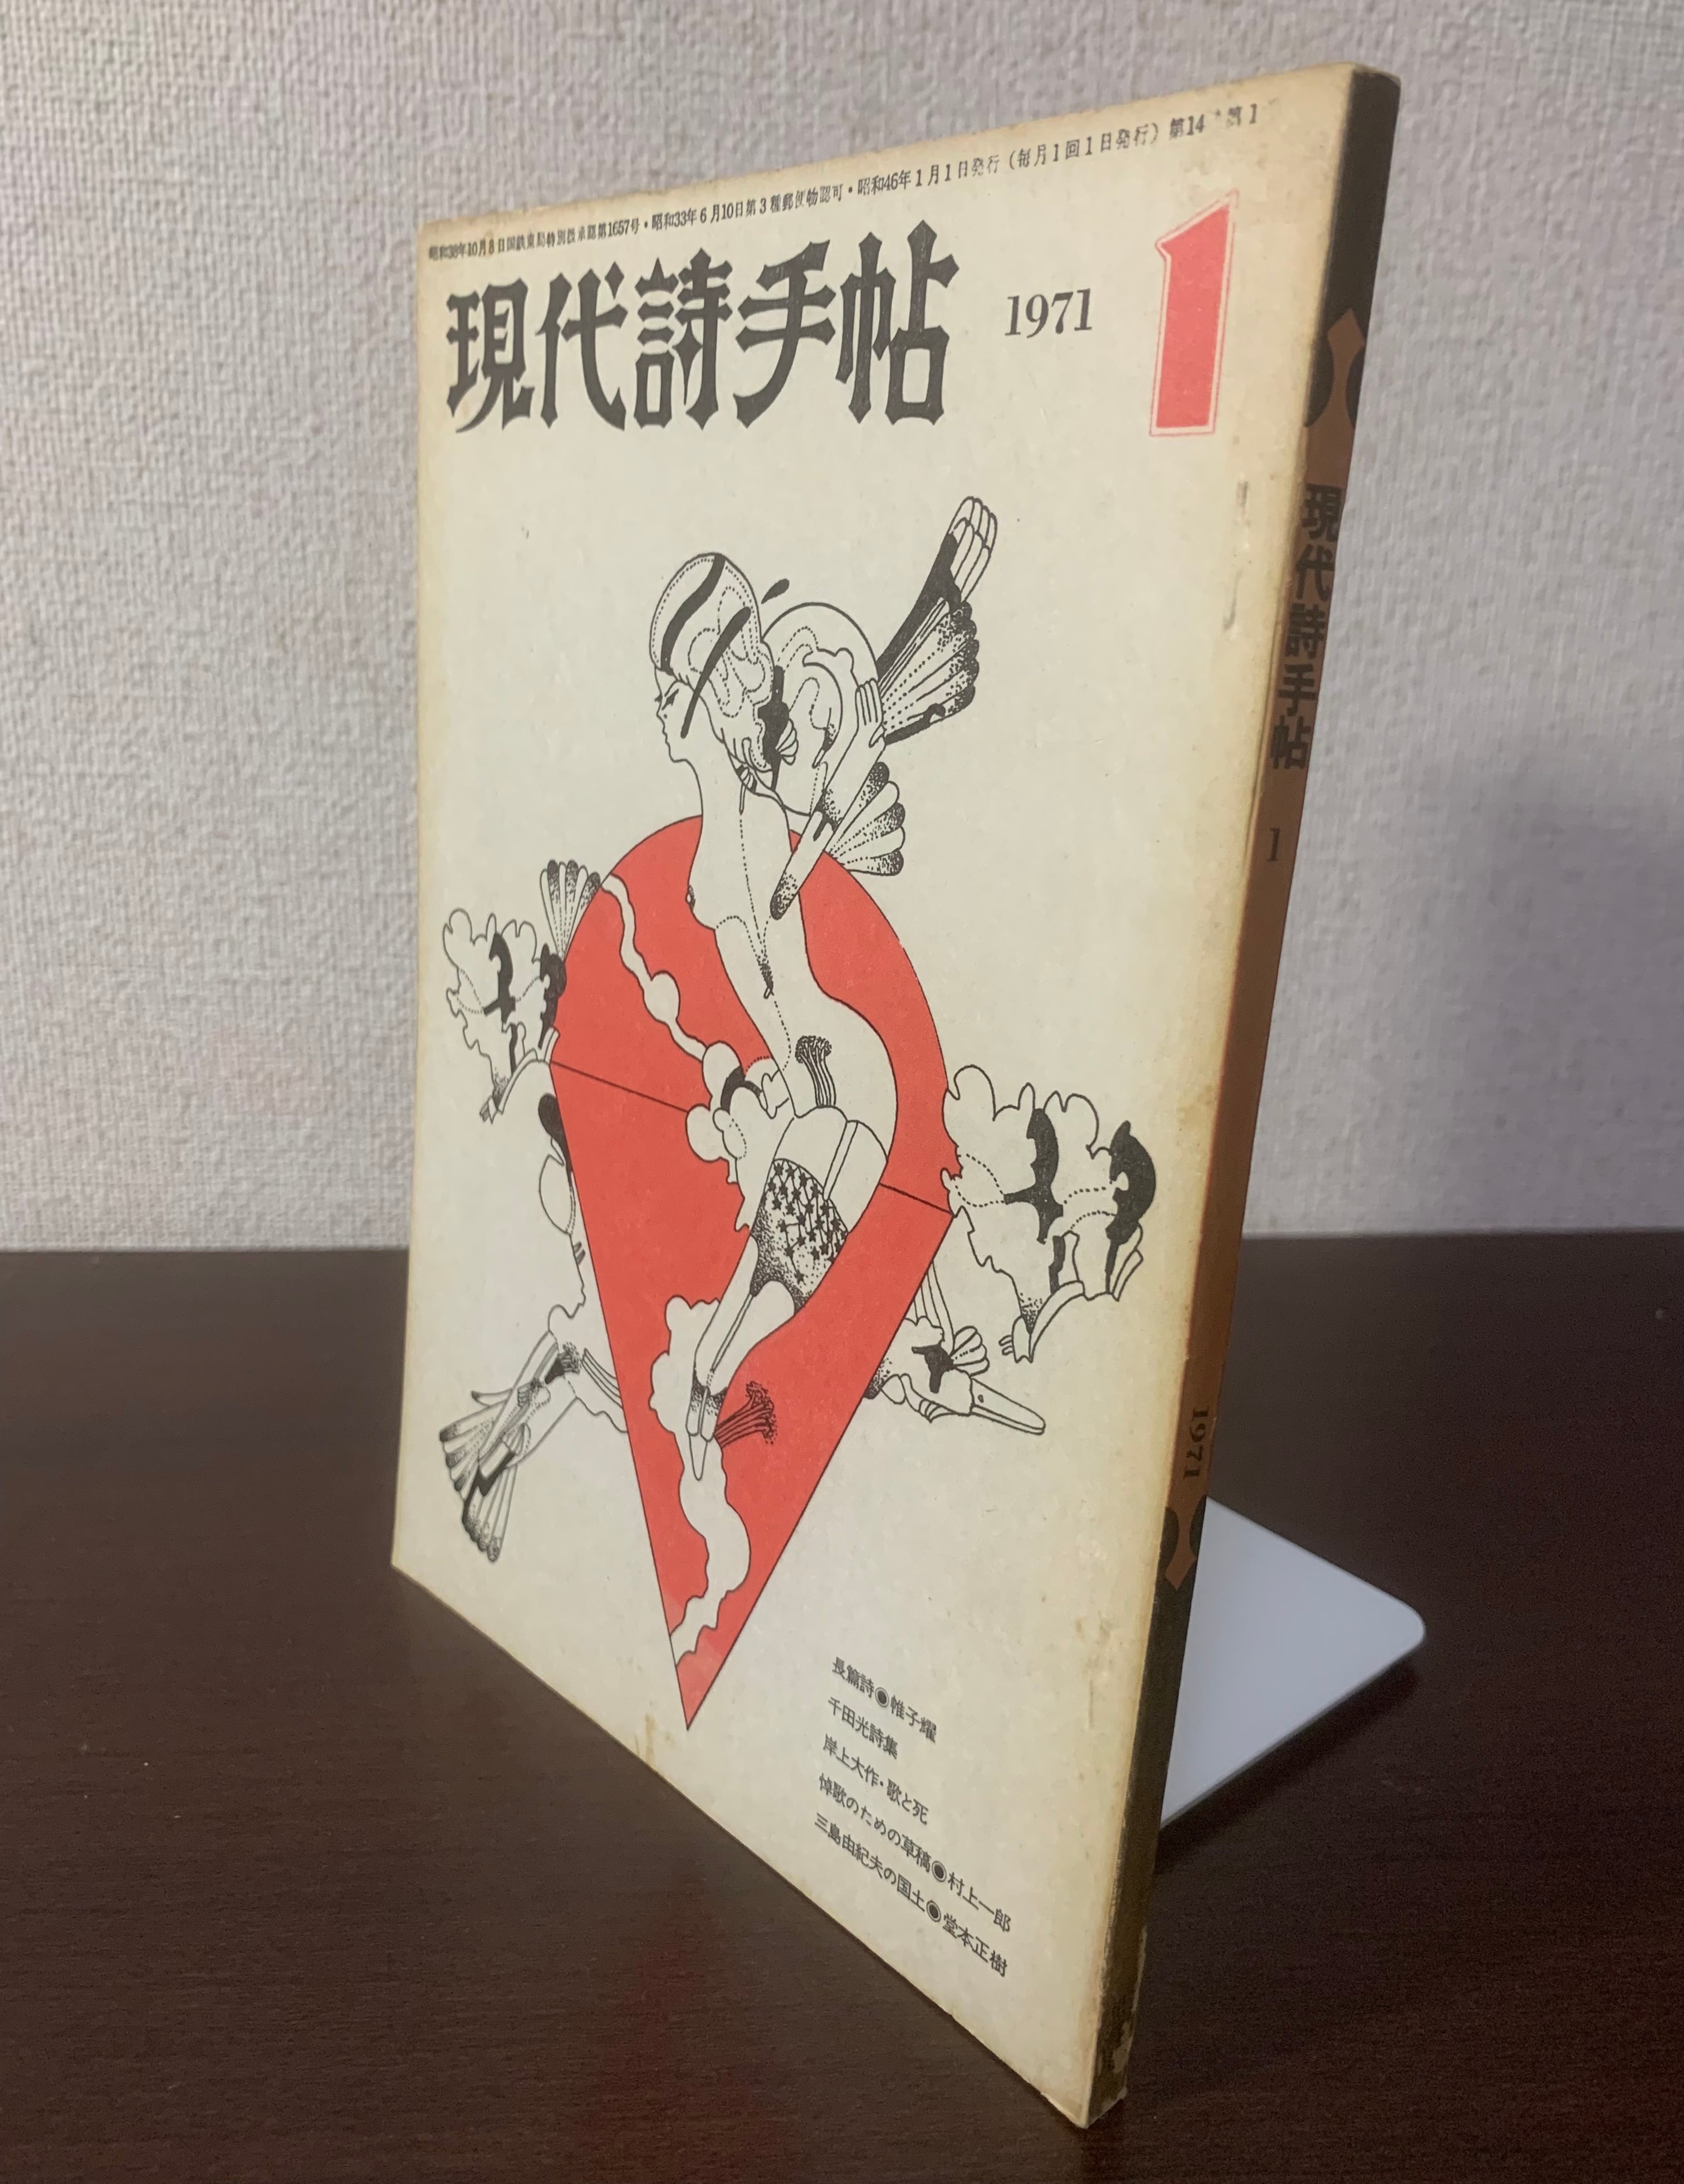 昭和38年10月8日国鉄東局特別扱承認第1657号・昭和33年6月10日第3種郵便物認可・昭和46年1月1日発行（毎月1回1日発行）第14 第1
現代詩手帖
1971
1
長篇詩◉帷子耀
千田光詩集
岸上大作・歌と死
悼歌のための草稿◉村上一郎
三島由紀夫の国土◉堂本正樹
現代詩手帖
1
1971